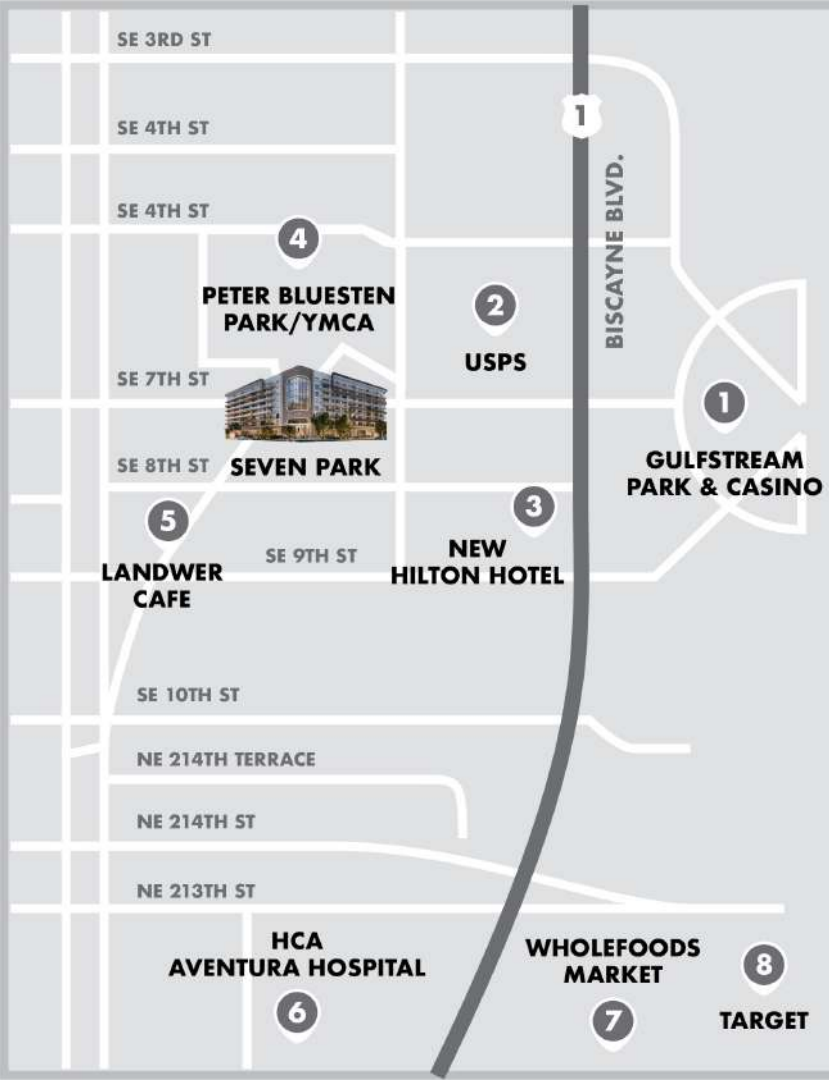 SE 3RD ST
1
SE 4TH ST
BISCAYNE BLVD.
SE 4TH ST
4
PETER BLUESTEN
PARK/YMCA
2
USPS
SE 7TH ST
1
GULFSTREAM
PARK & CASINO
SE 8TH ST
SEVEN PARK
5
LANDWER
CAFE
SE 9TH ST
3
NEW
HILTON HOTEL
SE 10TH ST
NE 214TH TERRACE
NE 214TH ST
NE 213TH ST
HCA
AVENTURA HOSPITAL
6
WHOLEFOODS
MARKET
7
8
TARGET